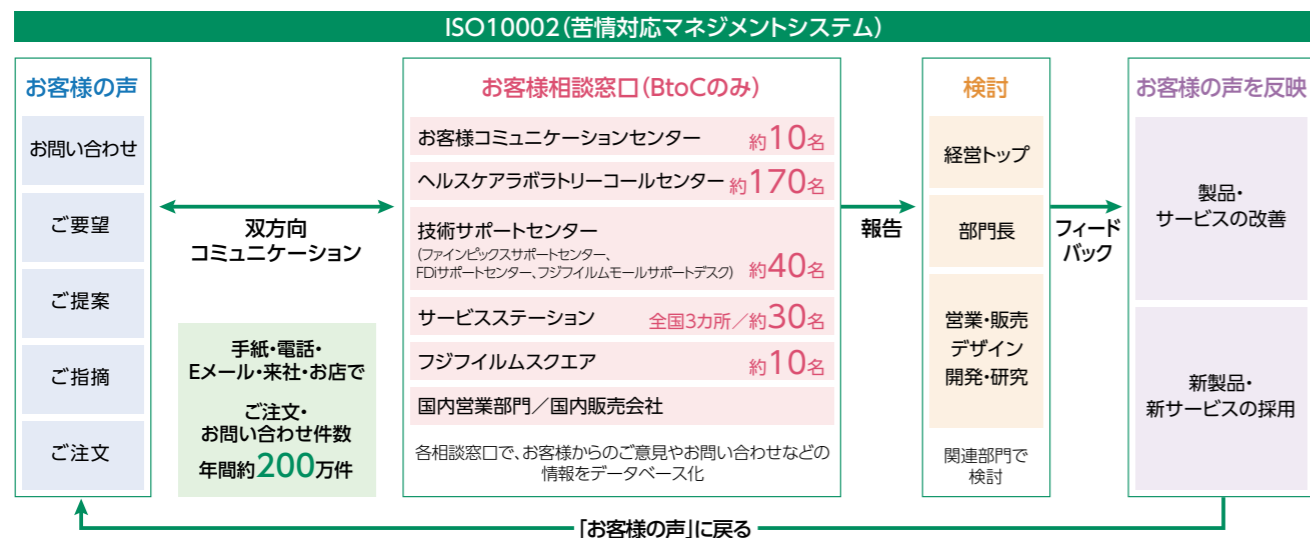 ISO10002(苦情対応マネジメントシステム)
お客様の声
お問い合わせ
ご要望
ご提案
ご指摘
ご注文
双方向
コミュニケーション
手紙・電話・
Eメール・来社・お店で
ご注文・
お問い合わせ件数
年間約200万件
お客様相談窓口(BtoCのみ)
お客様コミュニケーションセンター 約10名
ヘルスケアラボラトリーコールセンター 約170名
技術サポートセンター
(ファインピックスサポートセンター、
FDiサポートセンター、フジフイルムモールサポートデスク) 約40名
サービスステーション 全国3カ所/約30名
フジフイルムスクエア 約10名
国内営業部門/国内販売会社
各相談窓口で、お客様からのご意見やお問い合わせなどの
情報をデータベース化
報告
検討
経営トップ
部門長
営業・販売
デザイン
開発・研究
関連部門で
検討
フィード
バック
お客様の声を反映
製品・
サービスの改善
新製品・
新サービスの採用
「お客様の声」に戻る